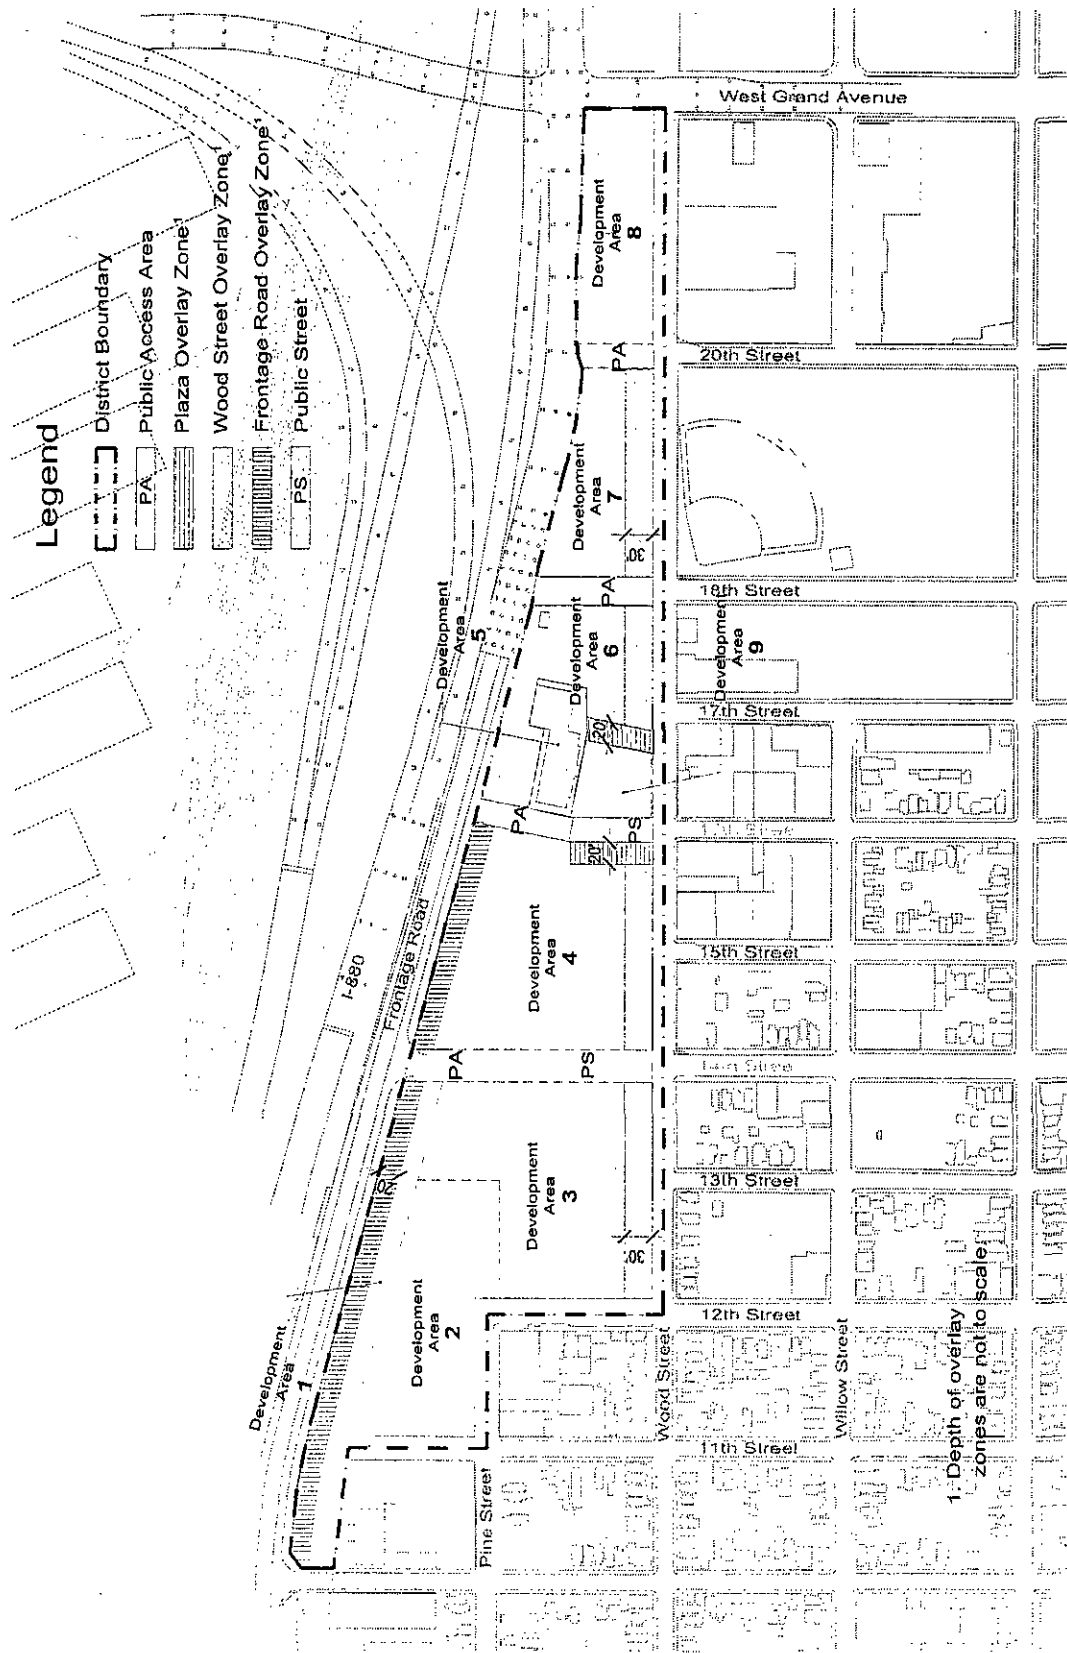 Legend
District Boundary
PA Public Access Area
Plaza Overlay Zone¹
Wood Street Overlay Zone¹
Frontage Road Overlay Zone¹
PS Public Street
West Grand Avenue
Development
Area
8
20th Street
PA
Development
Area
7
30'
18th Street
PA
Development
Area
5
Development
Area
6
Development
Area
9
17th Street
20'
PA
PS
20'
I-880
Frontage Road
Development
Area
4
15th Street
PA
PS
Development
Area
3
13th Street
30'
12th Street
Development
Area
2
Development
Area
1
Wood Street
Willow Street
11th Street
Pine Street
1. Depth of overlay
zones are not to scale